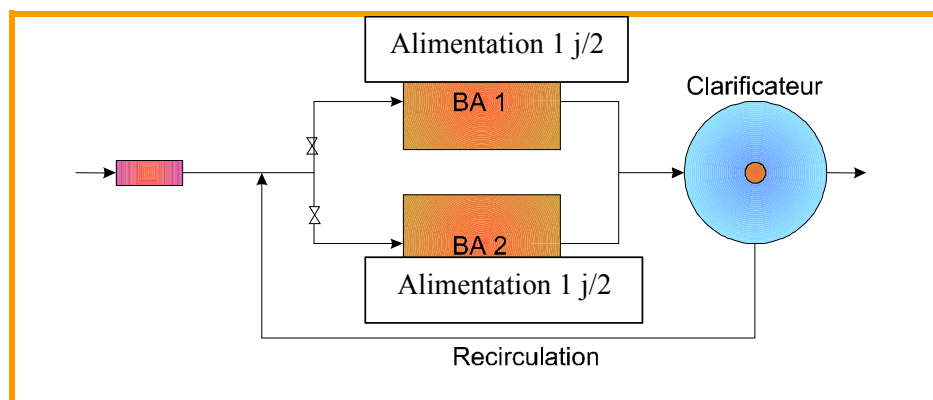 Alimentation 1 j/2
BA 1
Clarificateur
BA 2
Alimentation 1 j/2
Recirculation